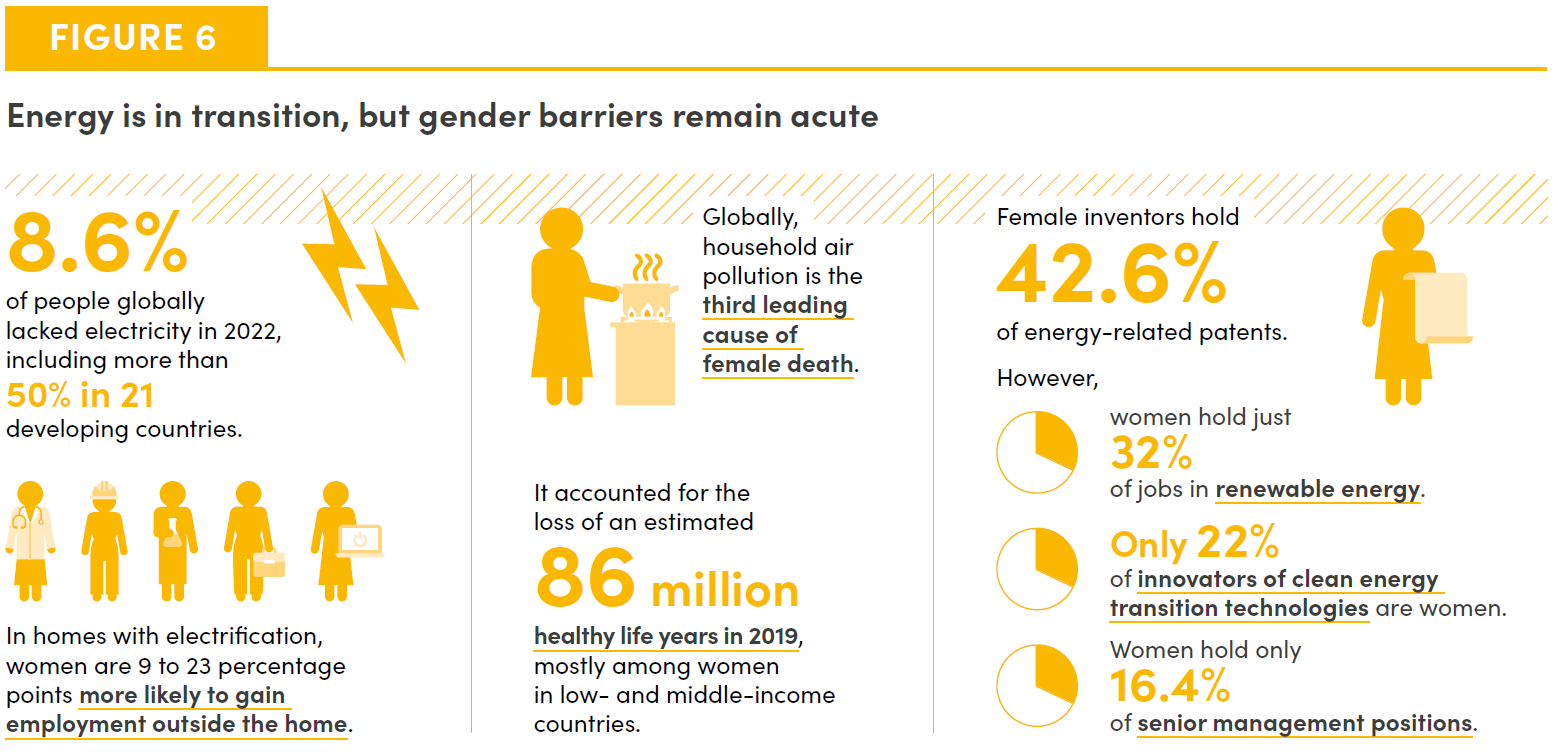 FIGURE 6
Energy is in transition, but gender barriers remain acute
8.6%
of people globally
lacked electricity in 2022,
including more than
50% in 21
developing countries.
In homes with electrification,
women are 9 to 23 percentage
points more likely to gain
employment outside the home.
Globally,
household air
pollution is the
third leading
cause of
female death.
It accounted for the
loss of an estimated
86 million
healthy life years in 2019,
mostly among women
in low- and middle-income
countries.
Female inventors hold
42.6%
of energy-related patents.
However,
women hold just
32%
of jobs in renewable energy.
Only 22%
of innovators of clean energy
transition technologies are women.
Women hold only
16.4%
of senior management positions.